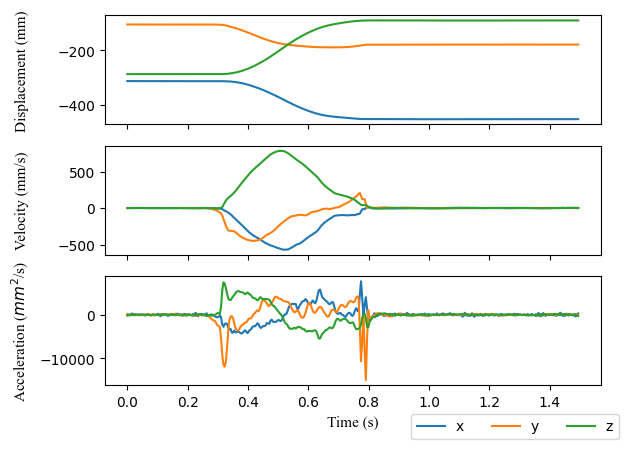 Displacement (mm)
−200
−400
Velocity (mm/s)
500
0
−500
Acceleration (mm²/s)
0
−10000
0.0 0.2 0.4 0.6 0.8 1.0 1.2 1.4
Time (s)
x y z